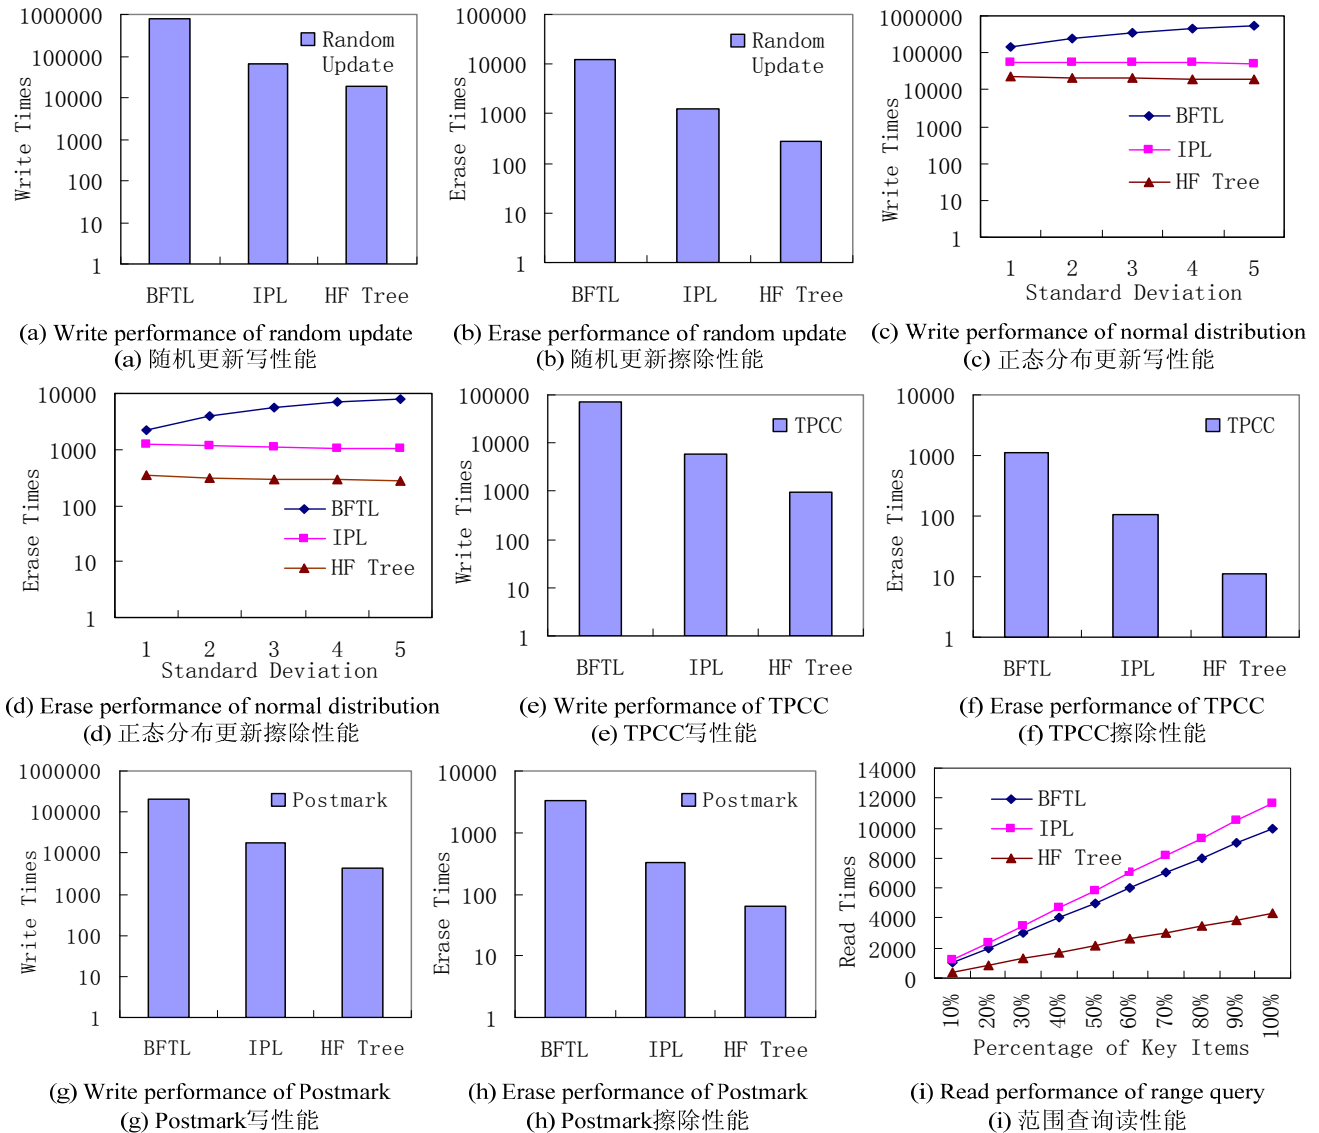 1000000
100000
10000
1000
100
10
1
Write Times
Random
Update
BFTL IPL HF Tree
(a) Write performance of random update
(a) 随机更新写性能
100000
10000
1000
100
10
1
Erase Times
Random
Update
BFTL IPL HF Tree
(b) Erase performance of random update
(b) 随机更新擦除性能
1000000
100000
10000
1000
100
10
1
Write Times
BFTL
IPL
HF Tree
1 2 3 4 5
Standard Deviation
(c) Write performance of normal distribution
(c) 正态分布更新写性能
10000
1000
100
10
1
Erase Times
BFTL
IPL
HF Tree
1 2 3 4 5
Standard Deviation
(d) Erase performance of normal distribution
(d) 正态分布更新擦除性能
100000
10000
1000
100
10
1
Write Times
TPCC
BFTL IPL HF Tree
(e) Write performance of TPCC
(e) TPCC写性能
10000
1000
100
10
1
Erase Times
TPCC
BFTL IPL HF Tree
(f) Erase performance of TPCC
(f) TPCC擦除性能
1000000
100000
10000
1000
100
10
1
Write Times
Postmark
BFTL IPL HF Tree
(g) Write performance of Postmark
(g) Postmark写性能
10000
1000
100
10
1
Erase Times
Postmark
BFTL IPL HF Tree
(h) Erase performance of Postmark
(h) Postmark擦除性能
14000
12000
10000
8000
6000
4000
2000
0
Read Times
BFTL
IPL
HF Tree
10% 20% 30% 40% 50% 60% 70% 80% 90% 100%
Percentage of Key Items
(i) Read performance of range query
(i) 范围查询读性能